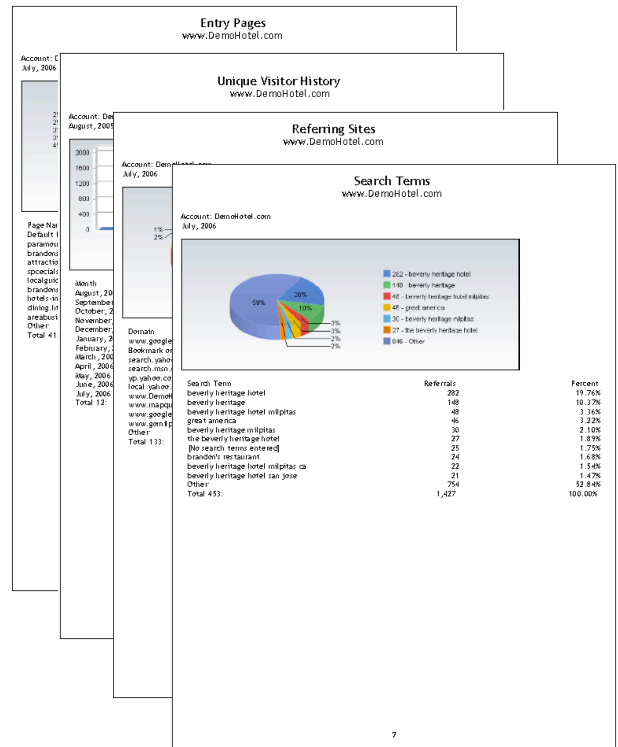 Entry Pages
www.DemoHotel.com
July, 2006
Page Nar
Default
brandons
attractio
specials
localguid
brandons
hotels-in
dining.ht
areabusi
Other
Total 41:
Unique Visitor History
www.DemoHotel.com
Account: De
August, 2005
2000
1600
1200
800
400
0
Month
August, 20
September
October, 2
November
December,
January, 2
February,
March, 200
April, 2006
May, 2006
June, 2006
July, 2006
Total 12:
Referring Sites
www.DemoHotel.com
July, 2006
1%
2%
Domain
www.google
Bookmark or
search.yaho
search.msn.
yp.yahoo.co
local.yahoo.
www.DemoH
www.mapqu
www.google
Other
Total 133:
Search Terms
www.DemoHotel.com
Account: DemoHotel.com
July, 2006
59%
20%
10%
3%
3%
2%
2%
282 - beverly heritage hotel
148 - beverly heritage
48 - beverly heritage hotel milpitas
46 - great america
30 - beverly heritage milpitas
27 - the beverly heritage hotel
846 - Other
Search Term Referrals Percent
beverly heritage hotel 282 19.76%
beverly heritage 148 10.37%
beverly heritage hotel milpitas 48 3.36%
great america 46 3.22%
beverly heritage milpitas 30 2.10%
the beverly heritage hotel 27 1.89%
[No search terms entered] 25 1.75%
brandon's restaurant 24 1.68%
beverly heritage hotel milpitas ca 22 1.54%
beverly heritage hotel san jose 21 1.47%
Other 754 52.84%
Total 453: 1,427 100.00%
7